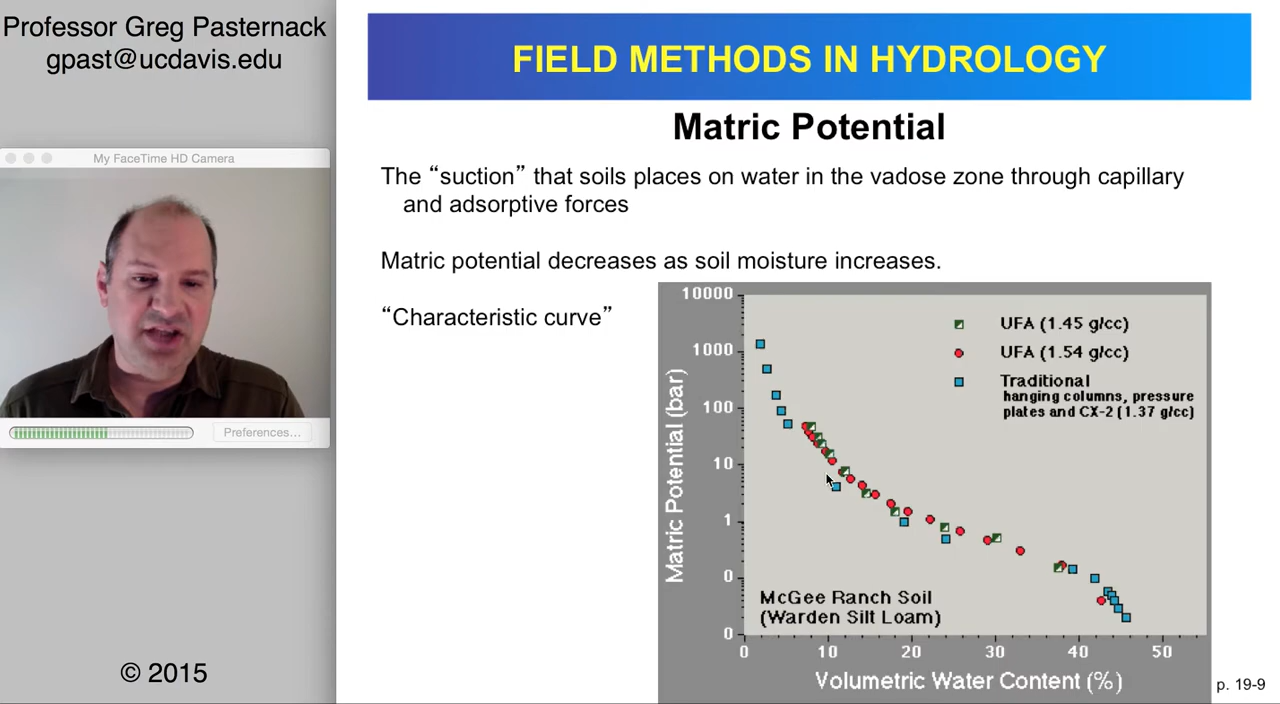 Professor Greg Pasternack
gpast@ucdavis.edu
My FaceTime HD Camera
Preferences...
© 2015
FIELD METHODS IN HYDROLOGY
Matric Potential
The “suction” that soils places on water in the vadose zone through capillary
and adsorptive forces
Matric potential decreases as soil moisture increases.
“Characteristic curve”
10000
1000
100
10
1
0
0
Matric Potential (bar)
UFA (1.45 g/cc)
UFA (1.54 g/cc)
Traditional
hanging columns, pressure
plates and CX-2 (1.37 g/cc)
McGee Ranch Soil
(Warden Silt Loam)
0 10 20 30 40 50
Volumetric Water Content (%)
p. 19-9